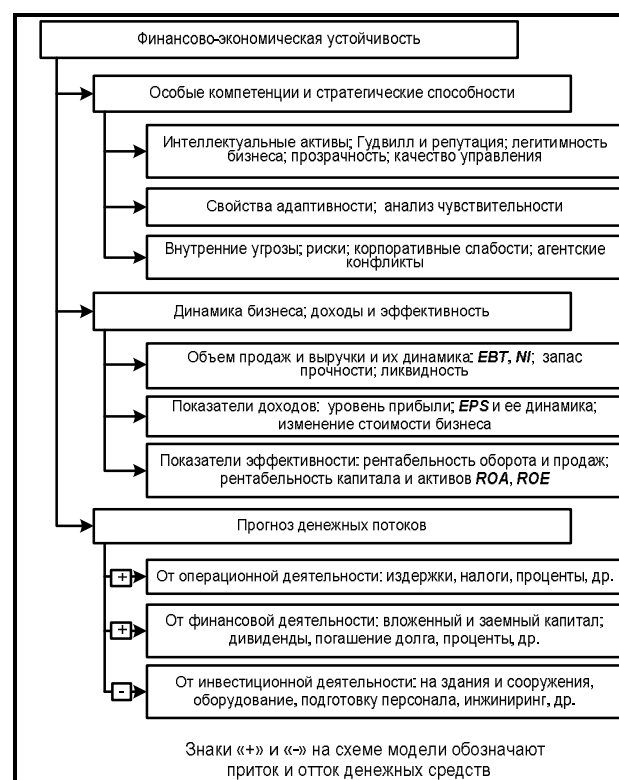 Финансово-экономическая устойчивость
Особые компетенции и стратегические способности
Интеллектуальные активы; Гудвилл и репутация; легитимность
бизнеса; прозрачность; качество управления
Свойства адаптивности; анализ чувствительности
Внутренние угрозы; риски; корпоративные слабости; агентские
конфликты
Динамика бизнеса; доходы и эффективность
Объем продаж и выручки и их динамика: EBT, NI; запас
прочности; ликвидность
Показатели доходов: уровень прибыли; EPS и ее динамика;
изменение стоимости бизнеса
Показатели эффективности: рентабельность оборота и продаж;
рентабельность капитала и активов ROA, ROE
Прогноз денежных потоков
+ От операционной деятельности: издержки, налоги, проценты, др.
От финансовой деятельности: вложенный и заемный капитал;
+ дивиденды, погашение долга, проценты, др.
От инвестиционной деятельности: на здания и сооружения,
- оборудование, подготовку персонала, инжиниринг, др.
Знаки «+» и «-» на схеме модели обозначают
приток и отток денежных средств